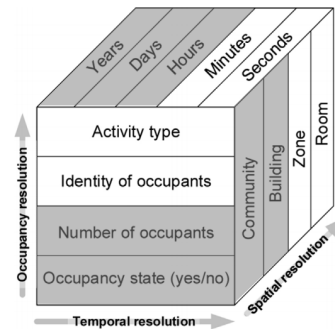 Years
Days
Hours
Minutes
Seconds
Activity type
Identity of occupants
Number of occupants
Occupancy state (yes/no)
Community
Building
Zone
Room
Occupancy resolution
Temporal resolution
Spatial resolution